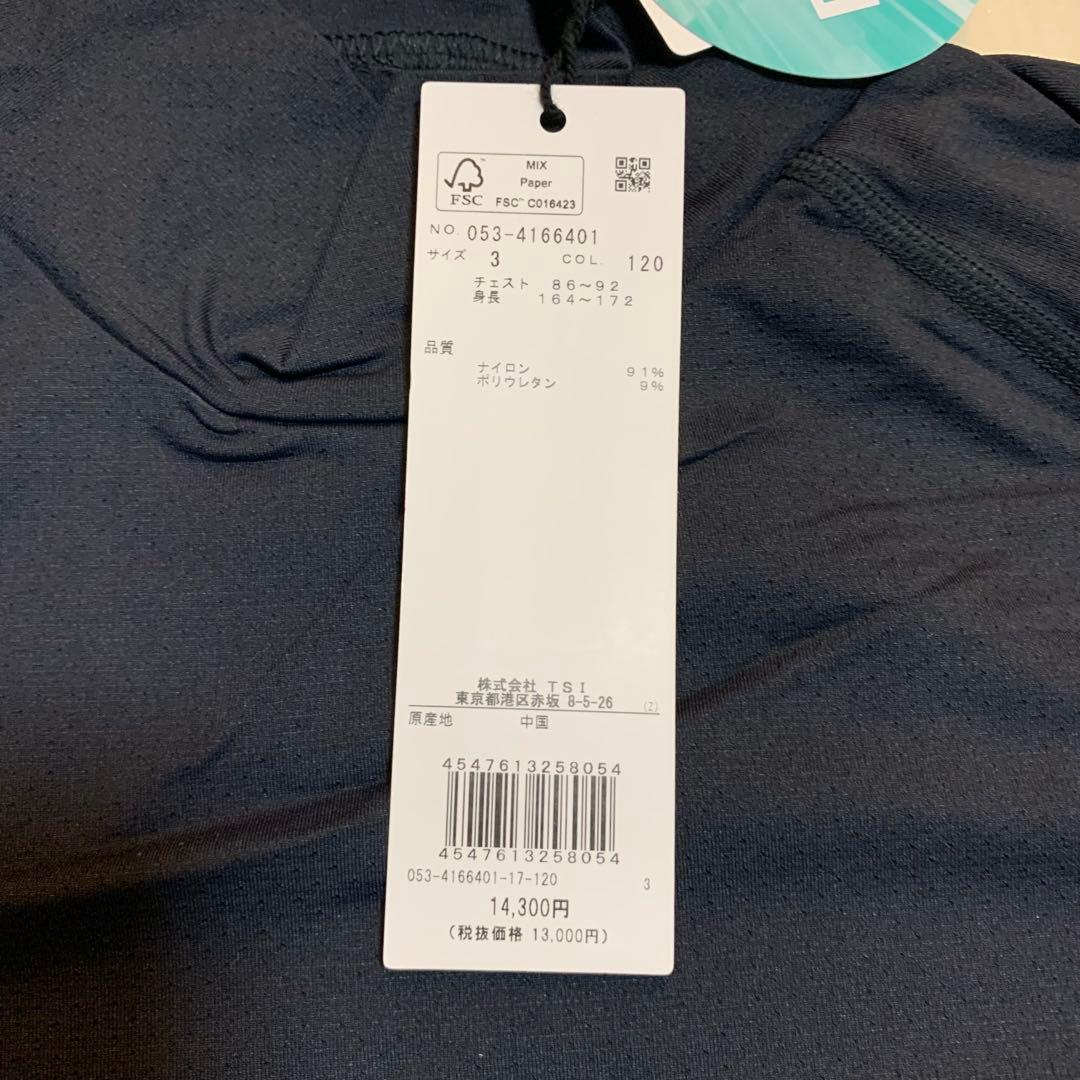 MIX
Paper
FSC™ FSC™ C016423
NO. 053-4166401
サイズ 3 COL. 120
チェスト 86～92
身長 164～172
品質
ナイロン 91%
ポリウレタン 9%
株式会社 TSI
東京都港区赤坂 8-5-26 (Z)
原産地 中国
4547613258054
4547613258054
053-4166401-17-120 3
14,300円
(税抜価格 13,000円)